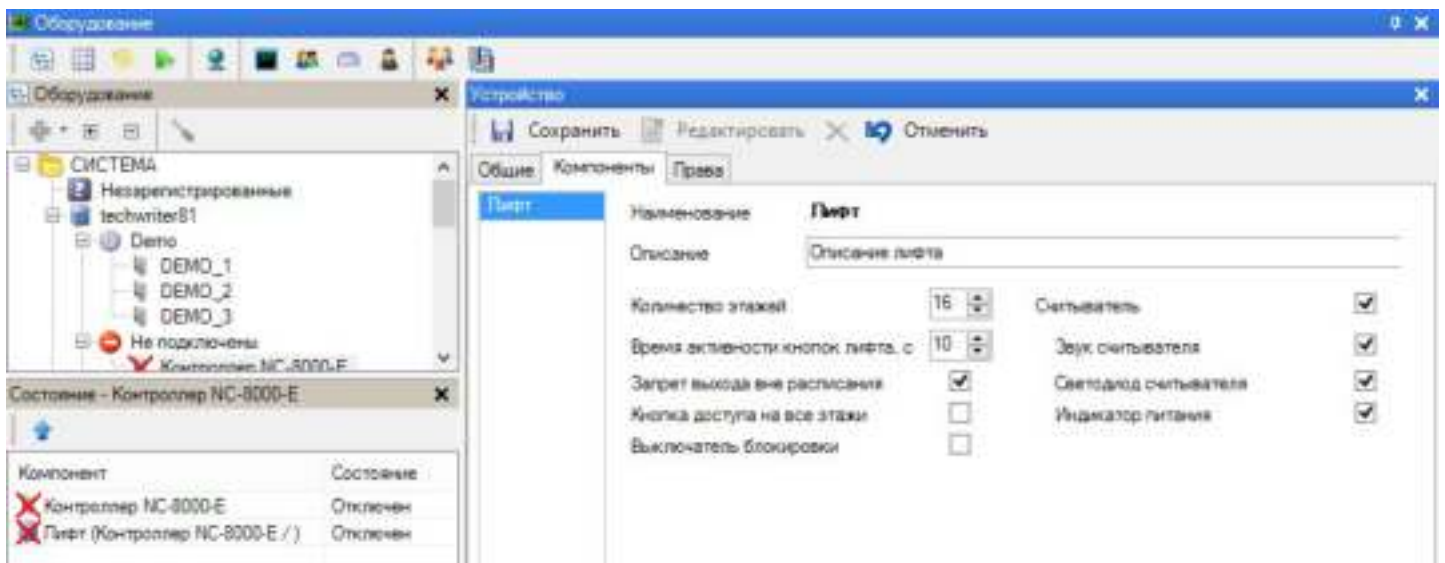 Оборудование
Оборудование
СИСТЕМА
Незарегистрированные
techwriter81
Demo
DEMO_1
DEMO_2
DEMO_3
Не подключены
Контроллер NC-8000-E
Состояние - Контроллер NC-8000-E
Компонент Состояние
Контроллер NC-8000-E Отключен
Лифт (Контроллер NC-8000-E / ) Отключен
Устройство
Сохранить Редактировать Отменить
Общие Компоненты Права
Лифт
Наименование Лифт
Описание Описание лифта
Количество этажей 16 Считыватель
Время активности кнопок лифта, с 10 Звук считывателя
Запрет выхода вне расписания Светодиод считывателя
Кнопка доступа на все этажи Индикатор питания
Выключатель блокировки